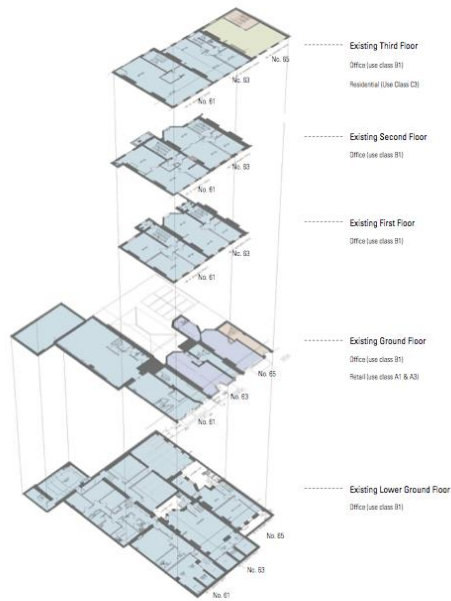 No. 65
No. 63
No. 61
Existing Third Floor
Office (use class B1)
Residential (Use Class C3)
No. 63
No. 61
Existing Second Floor
Office (use class B1)
No. 63
No. 61
Existing First Floor
Office (use class B1)
No. 65
No. 63
No. 61
Existing Ground Floor
Office (use class B1)
Retail (use class A1 & A3)
No. 65
No. 63
No. 61
Existing Lower Ground Floor
Office (use class B1)